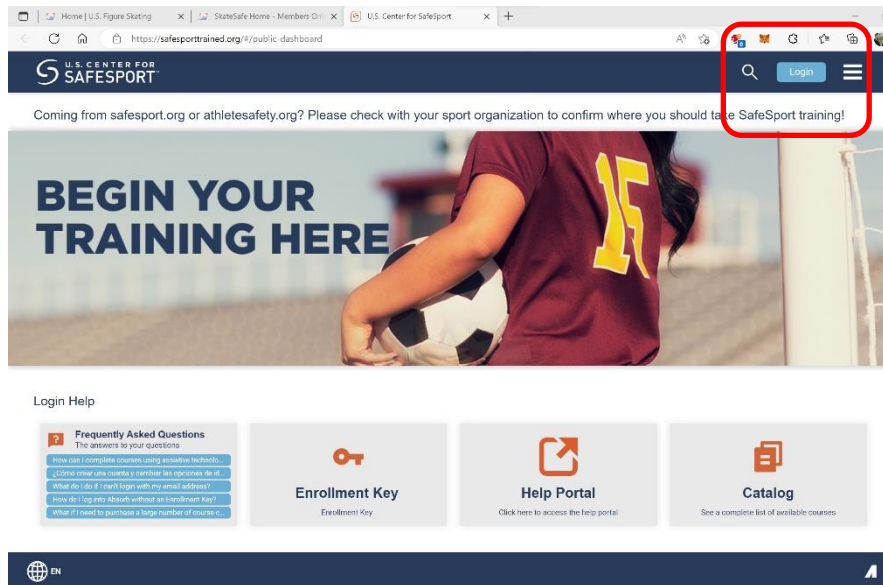 Home | U.S. Figure Skating
SkateSafe Home - Members Onl
U.S. Center for SafeSport
https://safesporttrained.org/#/public-dashboard
U.S. CENTER FOR
SAFESPORT
Login
Coming from safesport.org or athletesafety.org? Please check with your sport organization to confirm where you should take SafeSport training!
BEGIN YOUR
TRAINING HERE
15
Login Help
Frequently Asked Questions
The answers to your questions
How can I complete courses using assistive technolo...
¿Cómo crear una cuenta y cambiar las opciones de id...
What do I do if I can't login with my email address?
How do I log into Absorb without an Enrollment Key?
What if I need to purchase a large number of course c...
Enrollment Key
Enrollment Key
Help Portal
Click here to access the help portal
Catalog
See a complete list of available courses
EN